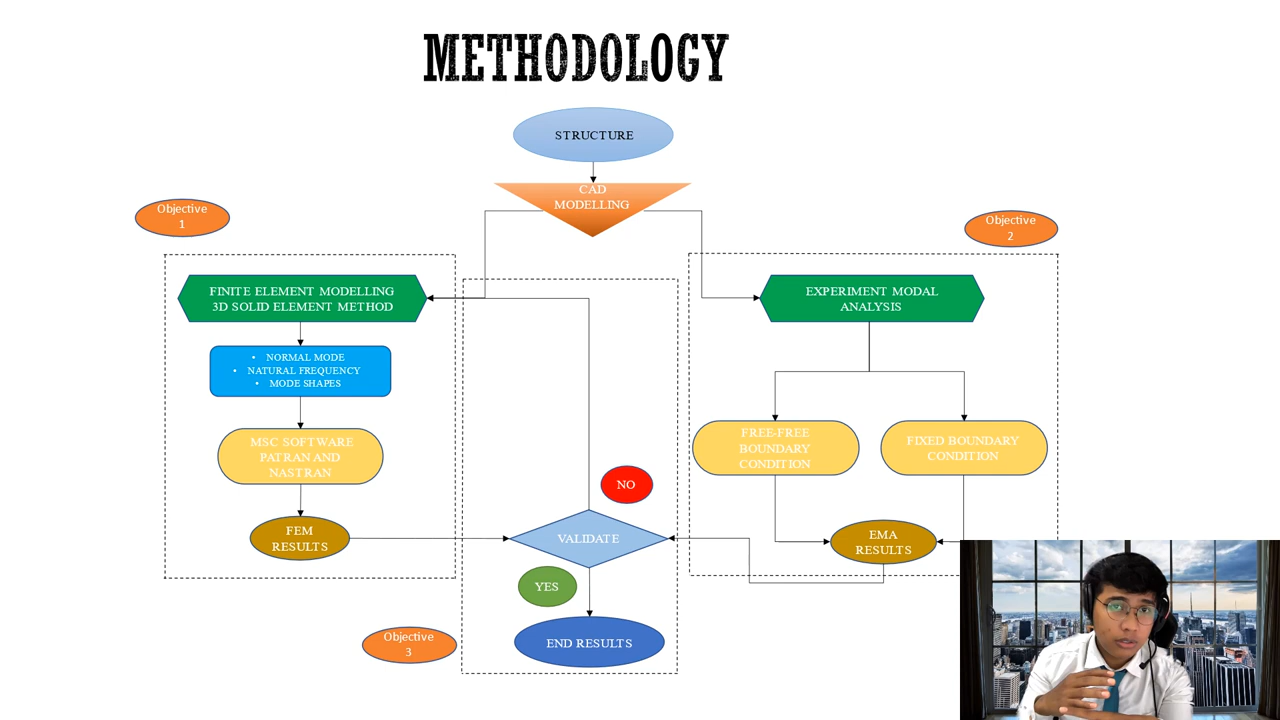 METHODOLOGY
STRUCTURE
CAD
MODELLING
Objective
1
Objective
2
FINITE ELEMENT MODELLING
3D SOLID ELEMENT METHOD
EXPERIMENT MODAL
ANALYSIS
• NORMAL MODE
• NATURAL FREQUENCY
• MODE SHAPES
MSC SOFTWARE
PATRAN AND
NASTRAN
FREE-FREE
BOUNDARY
CONDITION
FIXED BOUNDARY
CONDITION
NO
FEM
RESULTS
VALIDATE
EMA
RESULTS
YES
END RESULTS
Objective
3